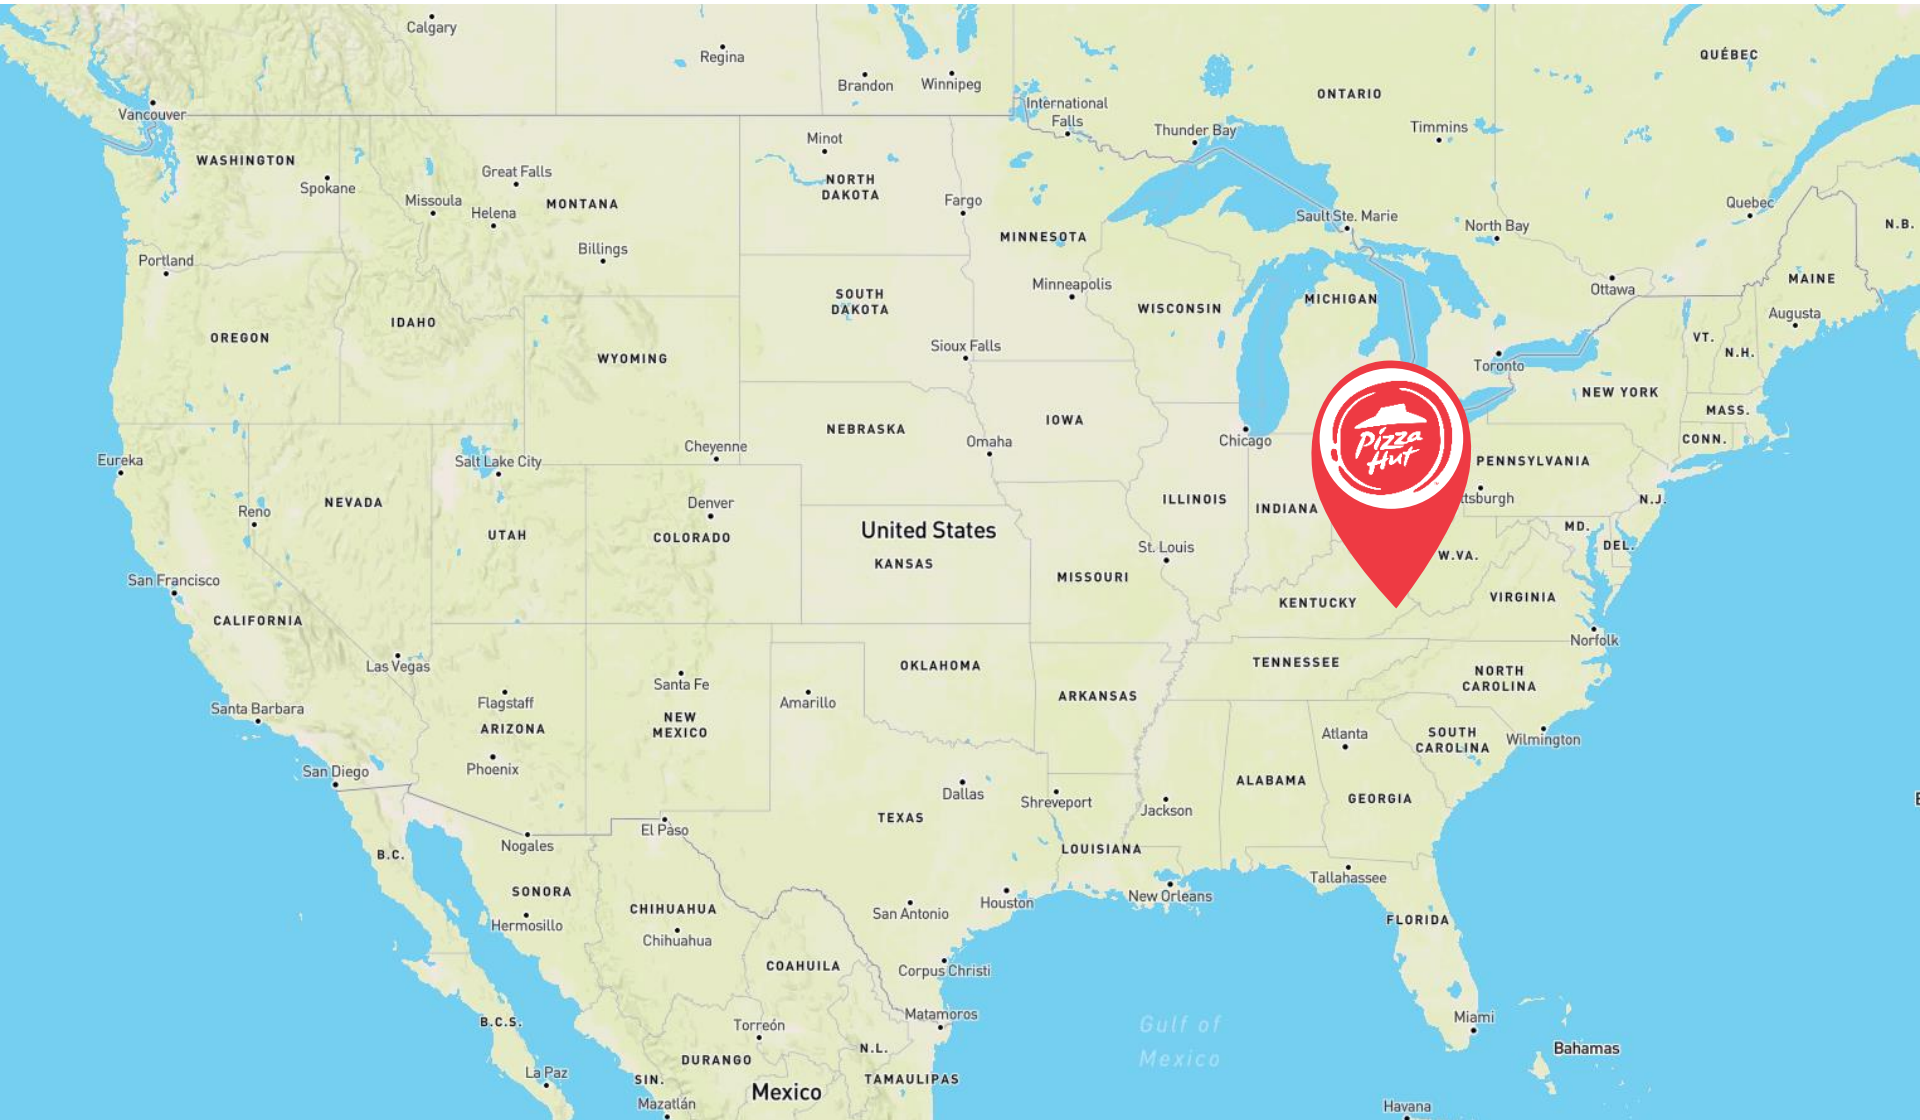 Calgary
Regina
Brandon
Winnipeg
International
Falls
Thunder Bay
ONTARIO
Timmins
QUÉBEC
Vancouver
WASHINGTON
Spokane
Great Falls
Missoula
Helena
MONTANA
Billings
Minot
NORTH
DAKOTA
Fargo
MINNESOTA
Sault Ste. Marie
North Bay
Quebec
N.B.
Portland
OREGON
IDAHO
WYOMING
SOUTH
DAKOTA
Sioux Falls
Minneapolis
WISCONSIN
MICHIGAN
Ottawa
MAINE
Augusta
VT.
N.H.
Toronto
NEW YORK
MASS.
CONN.
Eureka
Salt Lake City
Cheyenne
NEBRASKA
Omaha
IOWA
Chicago
Pizza
Hut
PENNSYLVANIA
tsburgh
N.J.
MD.
DEL.
Reno
NEVADA
UTAH
Denver
COLORADO
United States
KANSAS
ILLINOIS
INDIANA
St. Louis
MISSOURI
W.VA.
VIRGINIA
KENTUCKY
Norfolk
San Francisco
CALIFORNIA
Las Vegas
Santa Barbara
San Diego
Flagstaff
ARIZONA
Phoenix
Santa Fe
NEW
MEXICO
Amarillo
OKLAHOMA
ARKANSAS
TENNESSEE
NORTH
CAROLINA
Atlanta
SOUTH
CAROLINA
Wilmington
Nogales
El Paso
TEXAS
Dallas
Shreveport
Jackson
ALABAMA
GEORGIA
LOUISIANA
B.C.
SONORA
Hermosillo
CHIHUAHUA
Chihuahua
San Antonio
Houston
New Orleans
Tallahassee
FLORIDA
COAHUILA
Corpus Christi
B.C.S.
Torreón
Matamoros
Gulf of
Mexico
Miami
Bahamas
DURANGO
N.L.
La Paz
SIN.
Mexico
TAMAULIPAS
Mazatlán
Havana